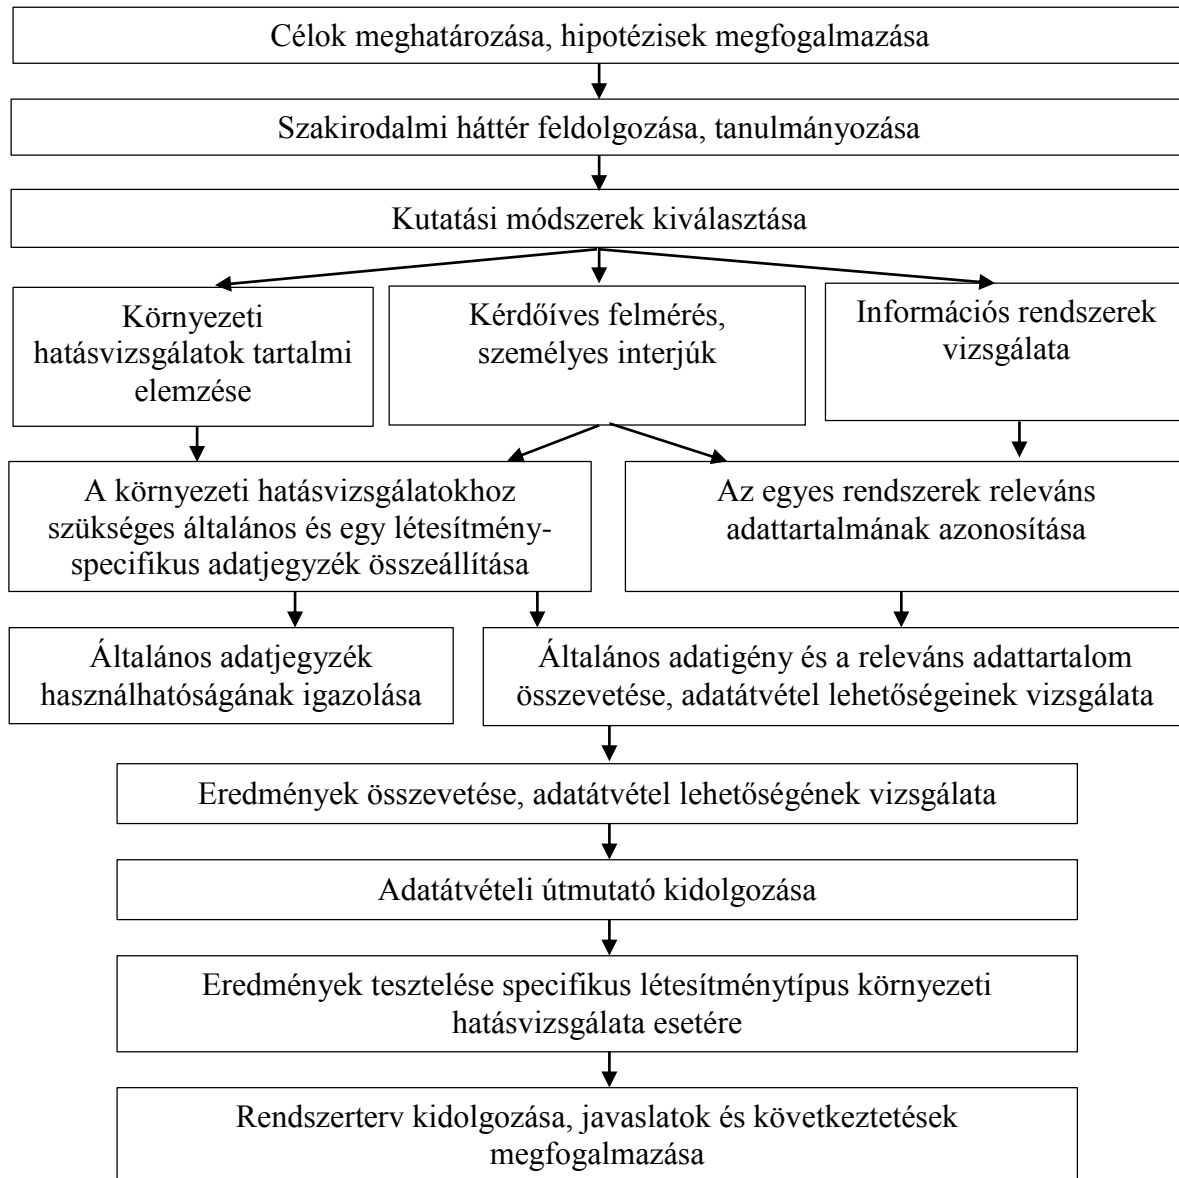 Célok meghatározása, hipotézisek megfogalmazása
Szakirodalmi háttér feldolgozása, tanulmányozása
Kutatási módszerek kiválasztása
Környezeti
hatásvizsgálatok tartalmi
elemzése
Kérdőíves felmérés,
személyes interjúk
Információs rendszerek
vizsgálata
A környezeti hatásvizsgálatokhoz
szükséges általános és egy létesítmény-
specifikus adatjegyzék összeállítása
Az egyes rendszerek releváns
adattartalmának azonosítása
Általános adatjegyzék
használhatóságának igazolása
Általános adatigény és a releváns adattartalom
összevetése, adatátvétel lehetőségeinek vizsgálata
Eredmények összevetése, adatátvétel lehetőségének vizsgálata
Adatátvételi útmutató kidolgozása
Eredmények tesztelése specifikus létesítménytípus környezeti
hatásvizsgálata esetére
Rendszerterv kidolgozása, javaslatok és következtetések
megfogalmazása